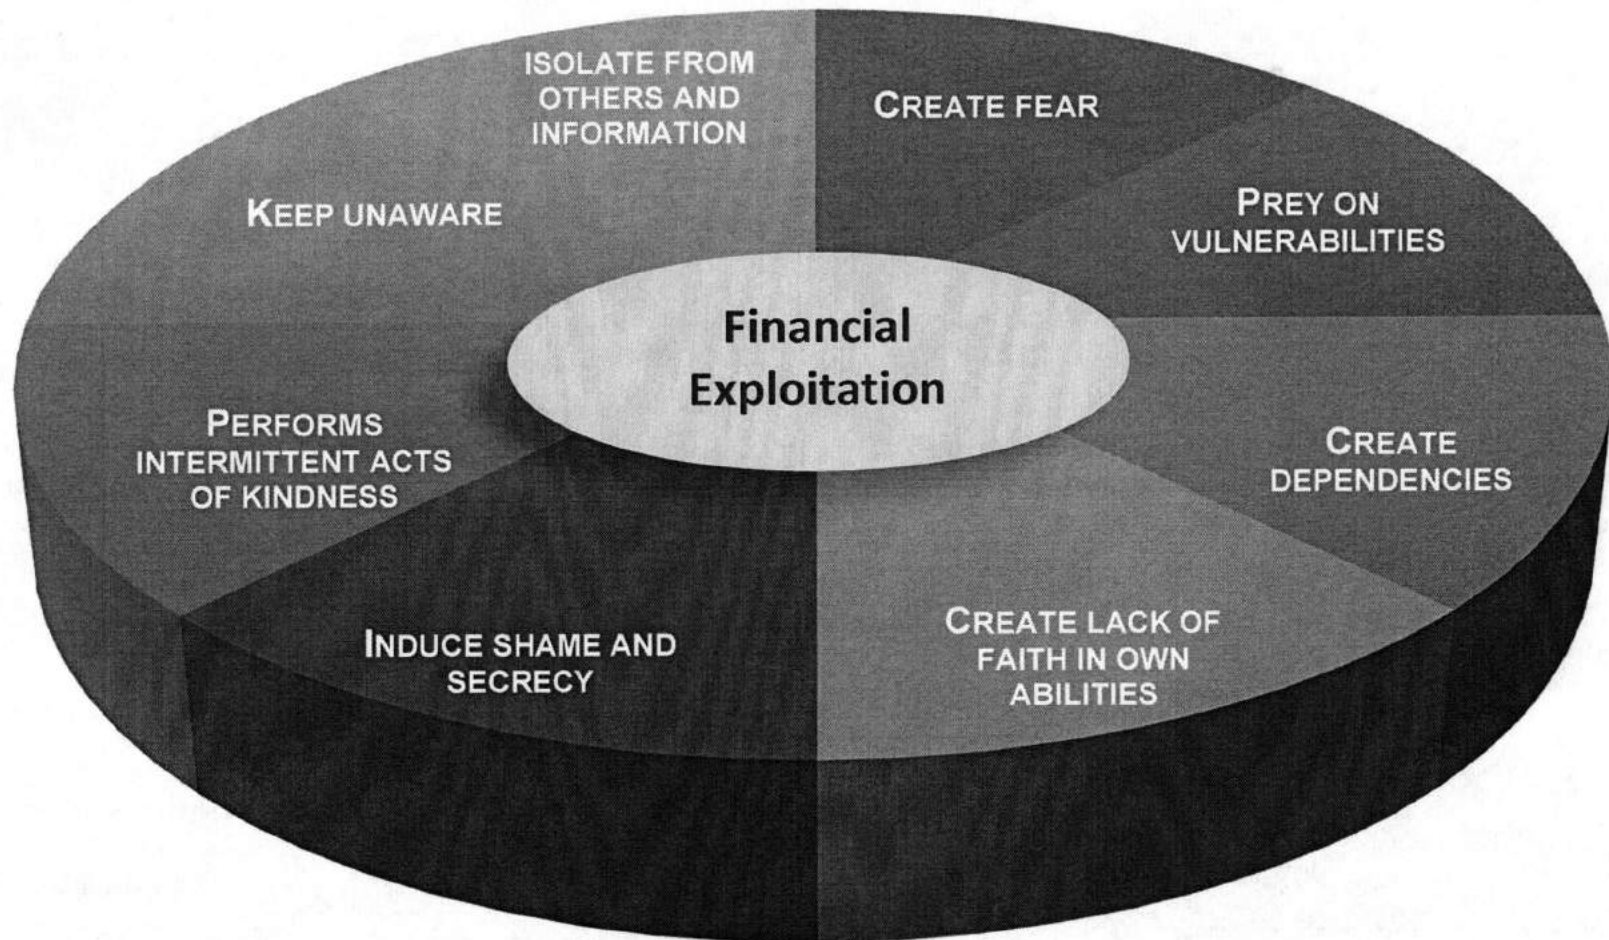 ISOLATE FROM
OTHERS AND
INFORMATION
CREATE FEAR
PREY ON
VULNERABILITIES
CREATE
DEPENDENCIES
CREATE LACK OF
FAITH IN OWN
ABILITIES
INDUCE SHAME AND
SECRECY
PERFORMS
INTERMITTENT ACTS
OF KINDNESS
KEEP UNAWARE
Financial
Exploitation